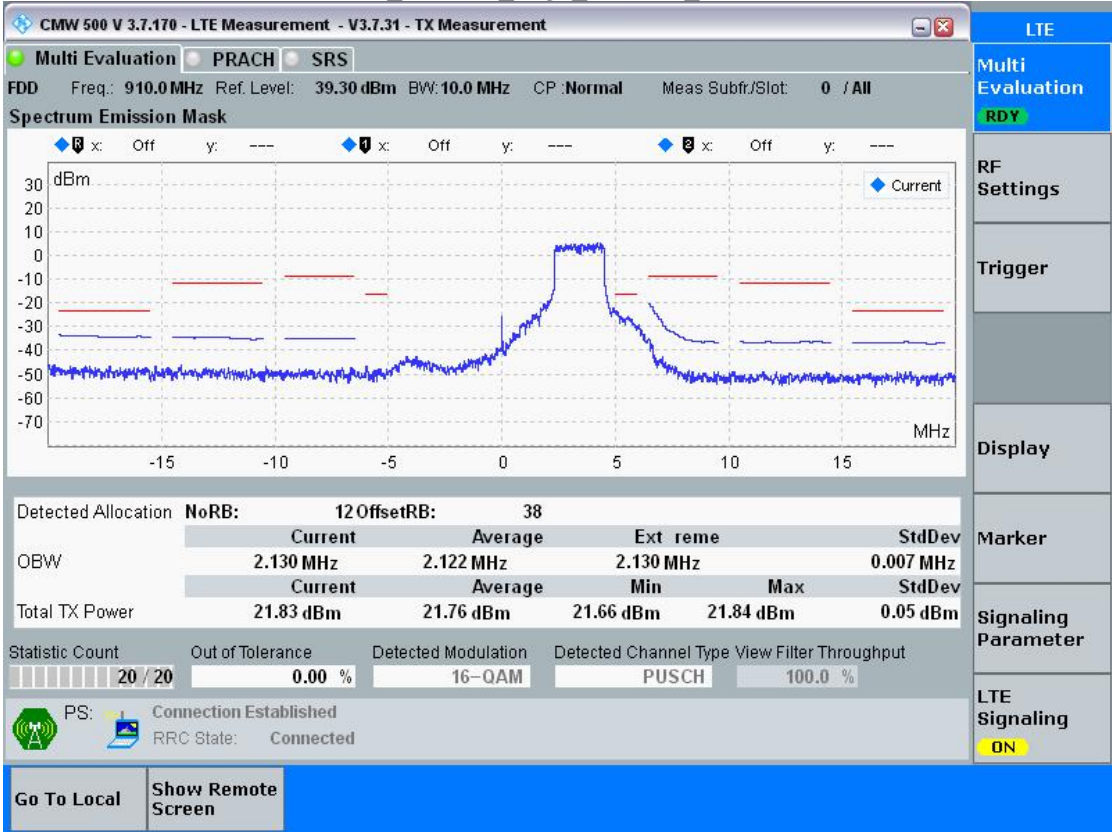 CMW 500 V 3.7.170 - LTE Measurement - V3.7.31 - TX Measurement
LTE
Multi Evaluation PRACH SRS
Multi Evaluation
RDY
FDD Freq.: 910.0 MHz Ref. Level: 39.30 dBm BW: 10.0 MHz CP : Normal Meas Subfr./Slot: 0 / All
Spectrum Emission Mask
R x: Off y: --- 1 x: Off y: --- 2 x: Off y: ---
dBm
Current
30
20
10
0
-10
-20
-30
-40
-50
-60
-70
MHz
-15 -10 -5 0 5 10 15
RF Settings
Trigger
Display
Marker
Signaling Parameter
LTE Signaling
ON
Detected Allocation NoRB: 12 OffsetRB: 38
Current Average Ext reme StdDev
OBW 2.130 MHz 2.122 MHz 2.130 MHz 0.007 MHz
Current Average Min Max StdDev
Total TX Power 21.83 dBm 21.76 dBm 21.66 dBm 21.84 dBm 0.05 dBm
Statistic Count Out of Tolerance Detected Modulation Detected Channel Type View Filter Throughput
20 / 20 0.00 % 16-QAM PUSCH 100.0 %
PS: Connection Established
RRC State: Connected
Go To Local
Show Remote Screen